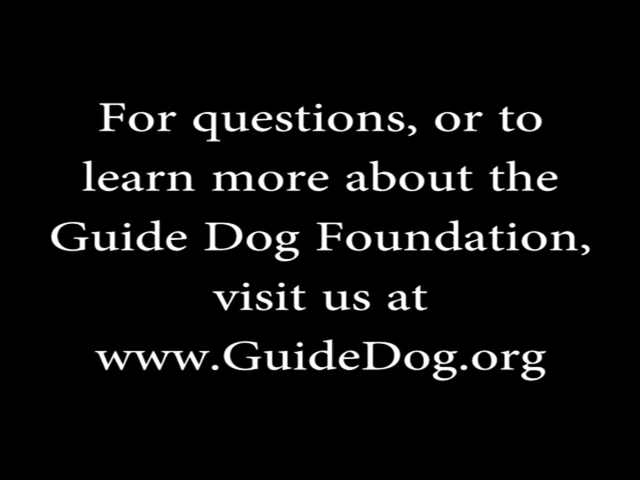 For questions, or to
learn more about the
Guide Dog Foundation,
visit us at
www.GuideDog.org